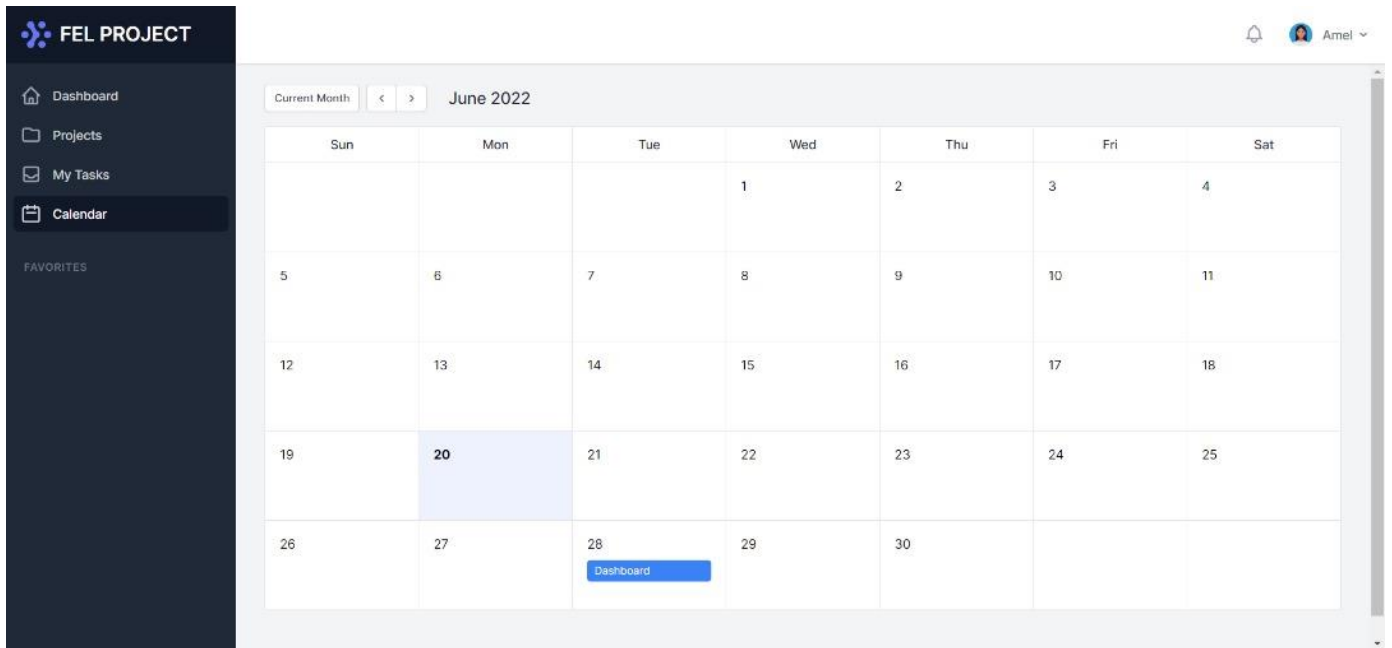 FEL PROJECT
Amel
Dashboard
Projects
My Tasks
Calendar
FAVORITES
Current Month < > June 2022
Sun Mon Tue Wed Thu Fri Sat
1 2 3 4
5 6 7 8 9 10 11
12 13 14 15 16 17 18
19 20 21 22 23 24 25
26 27 28 29 30
Dashboard